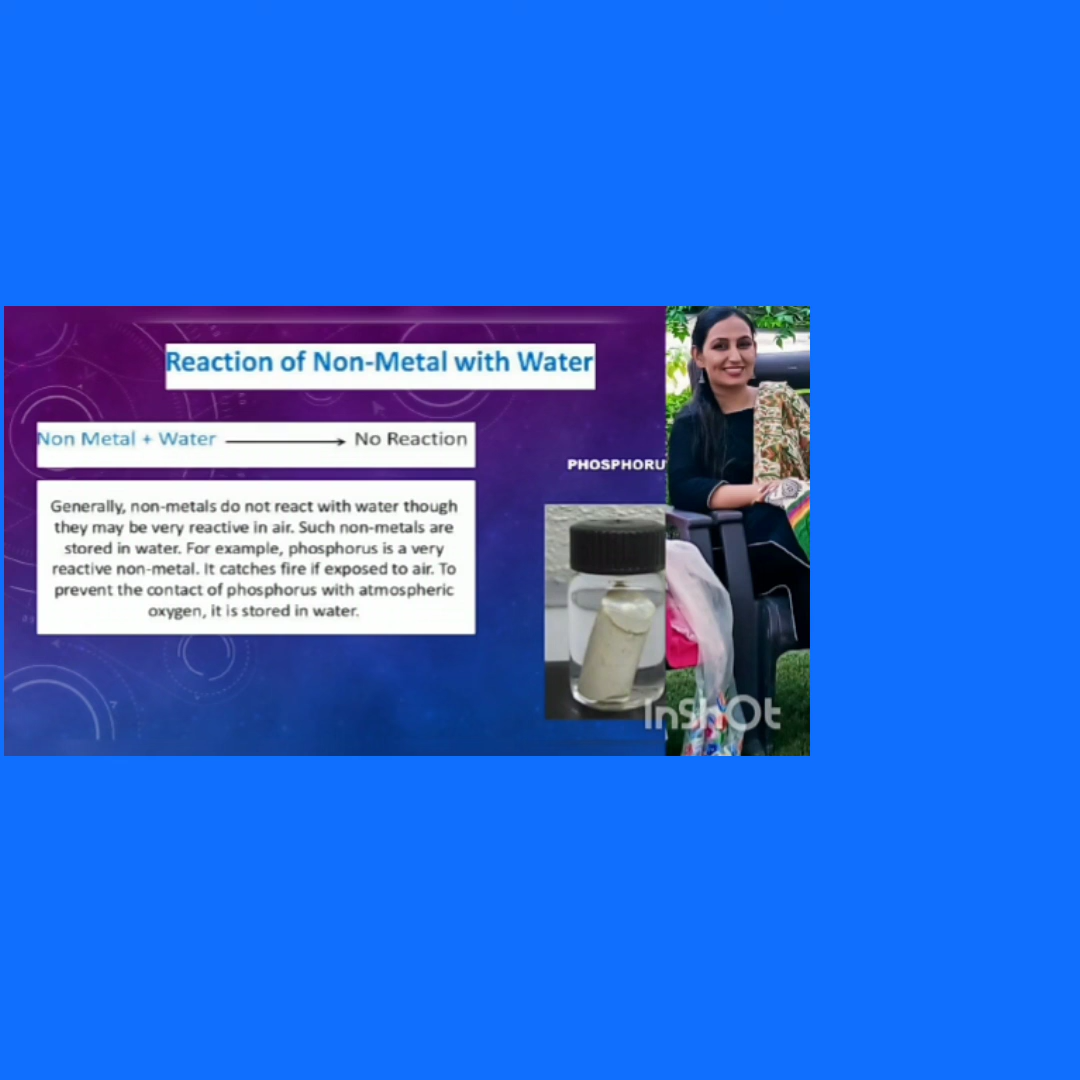 Reaction of Non-Metal with Water
Non Metal + Water ⟶ No Reaction
PHOSPHORU
Generally, non-metals do not react with water though
they may be very reactive in air. Such non-metals are
stored in water. For example, phosphorus is a very
reactive non-metal. It catches fire if exposed to air. To
prevent the contact of phosphorus with atmospheric
oxygen, it is stored in water.
InShOt